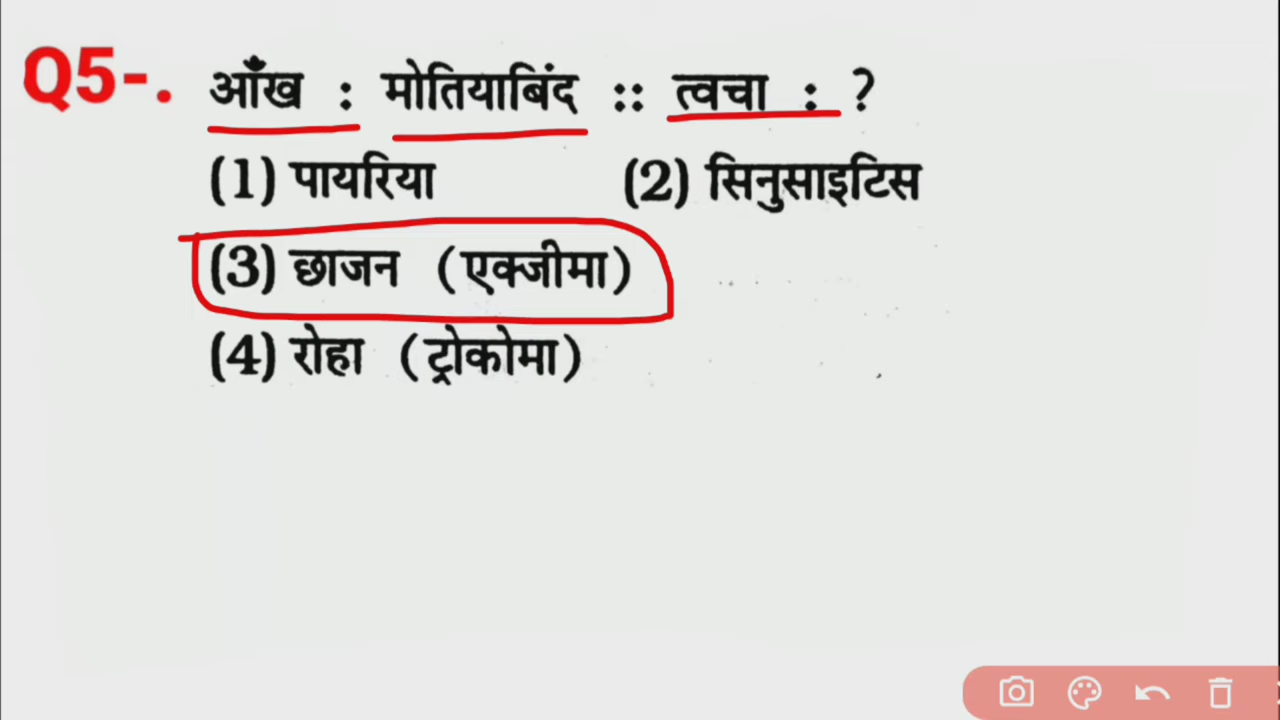 Q5-. आँख : मोतियाबिंद :: त्वचा : ?
(1) पायरिया (2) सिनुसाइटिस
(3) छाजन (एक्जीमा)
(4) रोहा (ट्रोकोमा)